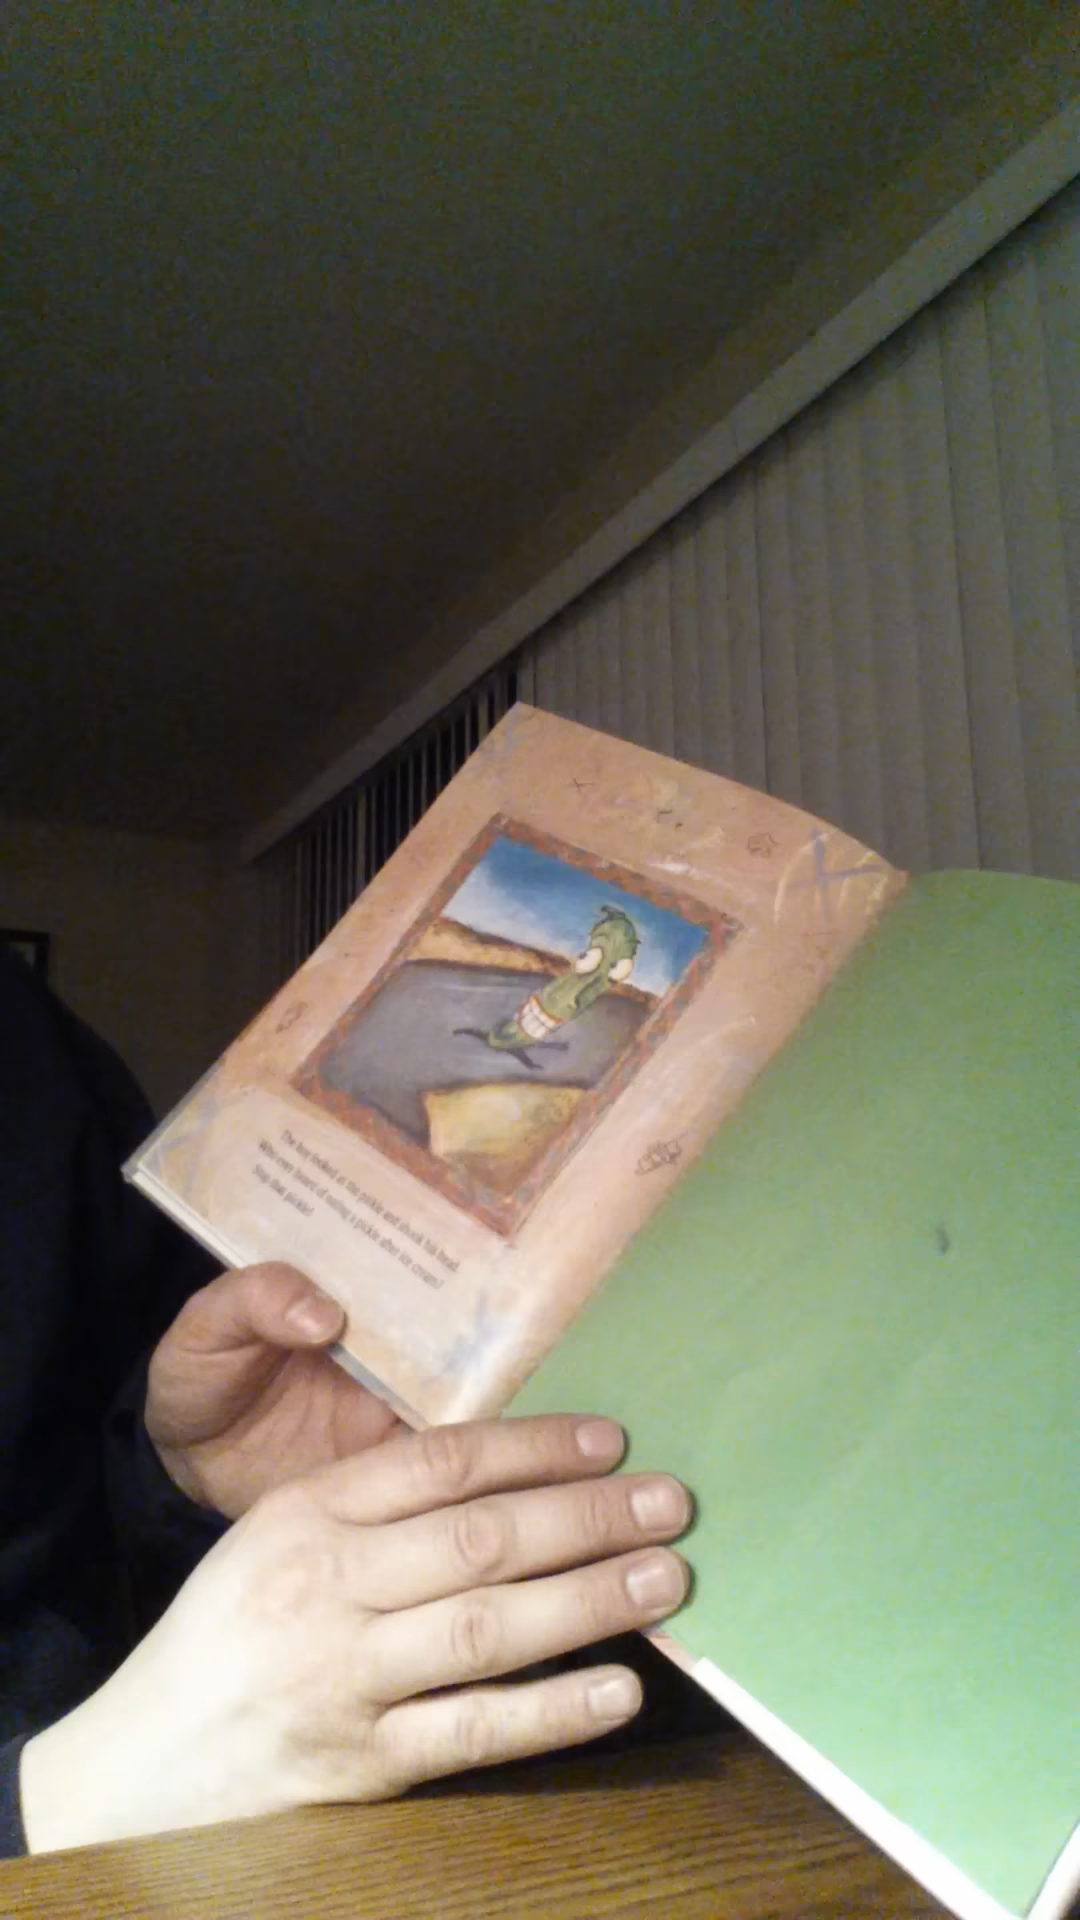 The boy looked at the pickle and shook his head.
Who ever heard of eating a pickle after ice cream?
Stop that pickle!